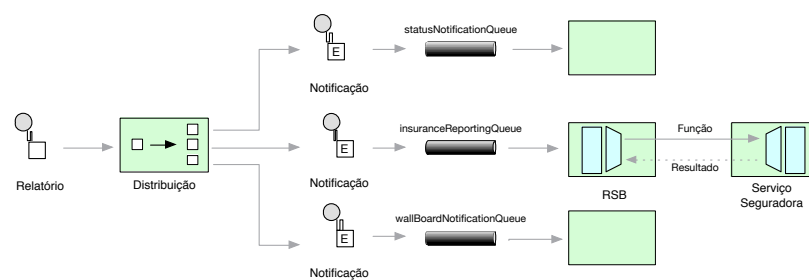 statusNotificationQueue
E
Notificação
insuranceReportingQueue
Função
E
Resultado
Relatório
Distribuição
Notificação
RSB
Serviço
Seguradora
wallBoardNotificationQueue
E
Notificação